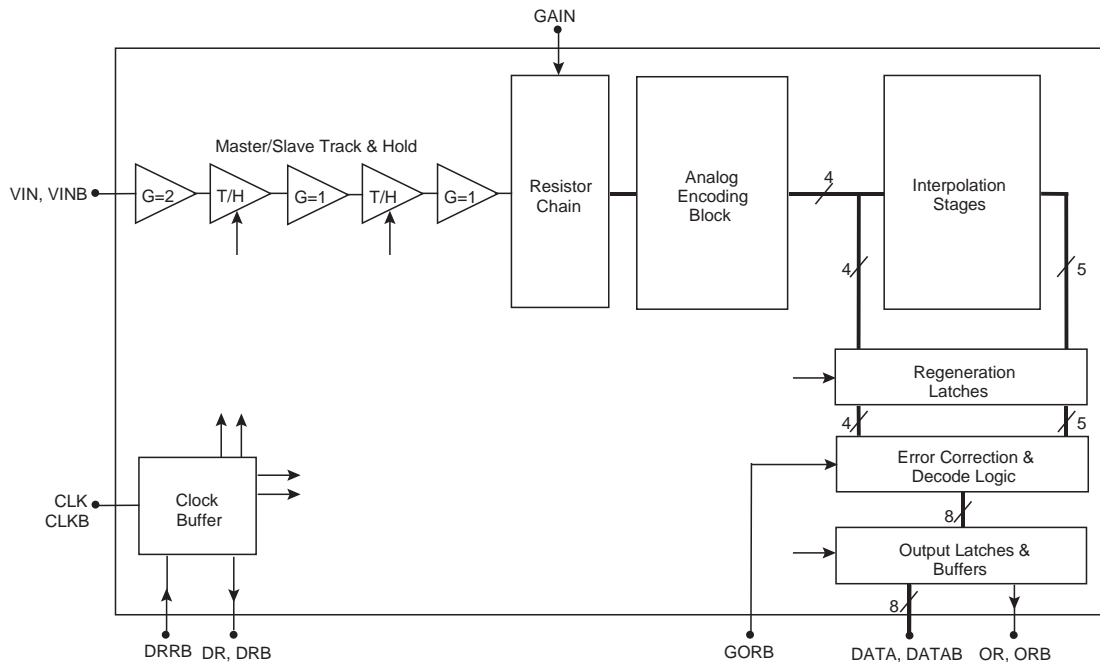 GAIN
Master/Slave Track & Hold
VIN, VINB
G=2
T/H
G=1
T/H
G=1
Resistor
Chain
Analog
Encoding
Block
4
Interpolation
Stages
4
5
Regeneration
Latches
4
5
Error Correction &
Decode Logic
CLK
CLKB
Clock
Buffer
8
Output Latches &
Buffers
8
DRRB
DR, DRB
GORB
DATA, DATAB
OR, ORB